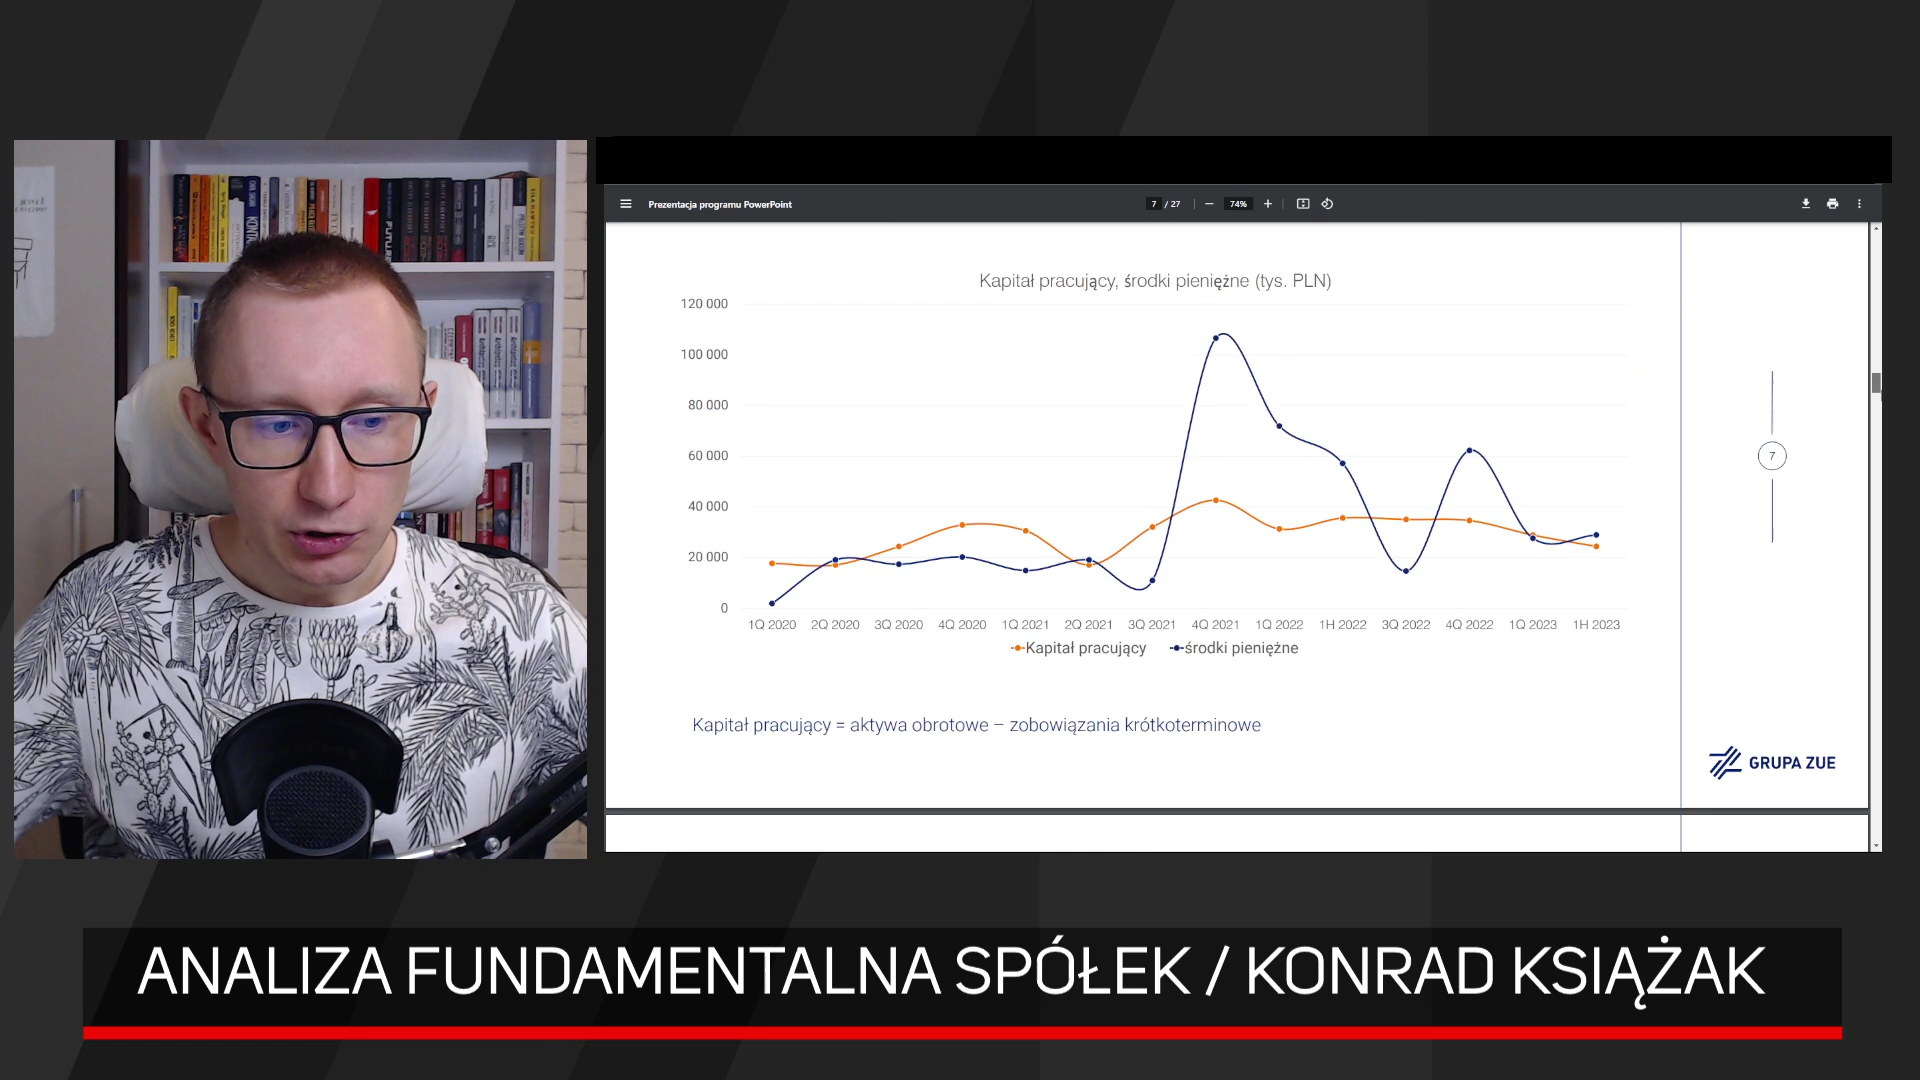 Prezentacja programu PowerPoint
7 / 27
74%
Kapitał pracujący, środki pieniężne (tys. PLN)
120 000
100 000
80 000
60 000
40 000
20 000
0
1Q 2020 2Q 2020 3Q 2020 4Q 2020 1Q 2021 2Q 2021 3Q 2021 4Q 2021 1Q 2022 1H 2022 3Q 2022 4Q 2022 1Q 2023 1H 2023
Kapitał pracujący środki pieniężne
Kapitał pracujący = aktywa obrotowe – zobowiązania krótkoterminowe
7
GRUPA ZUE
ANALIZA FUNDAMENTALNA SPÓŁEK / KONRAD KSIĄŻAK